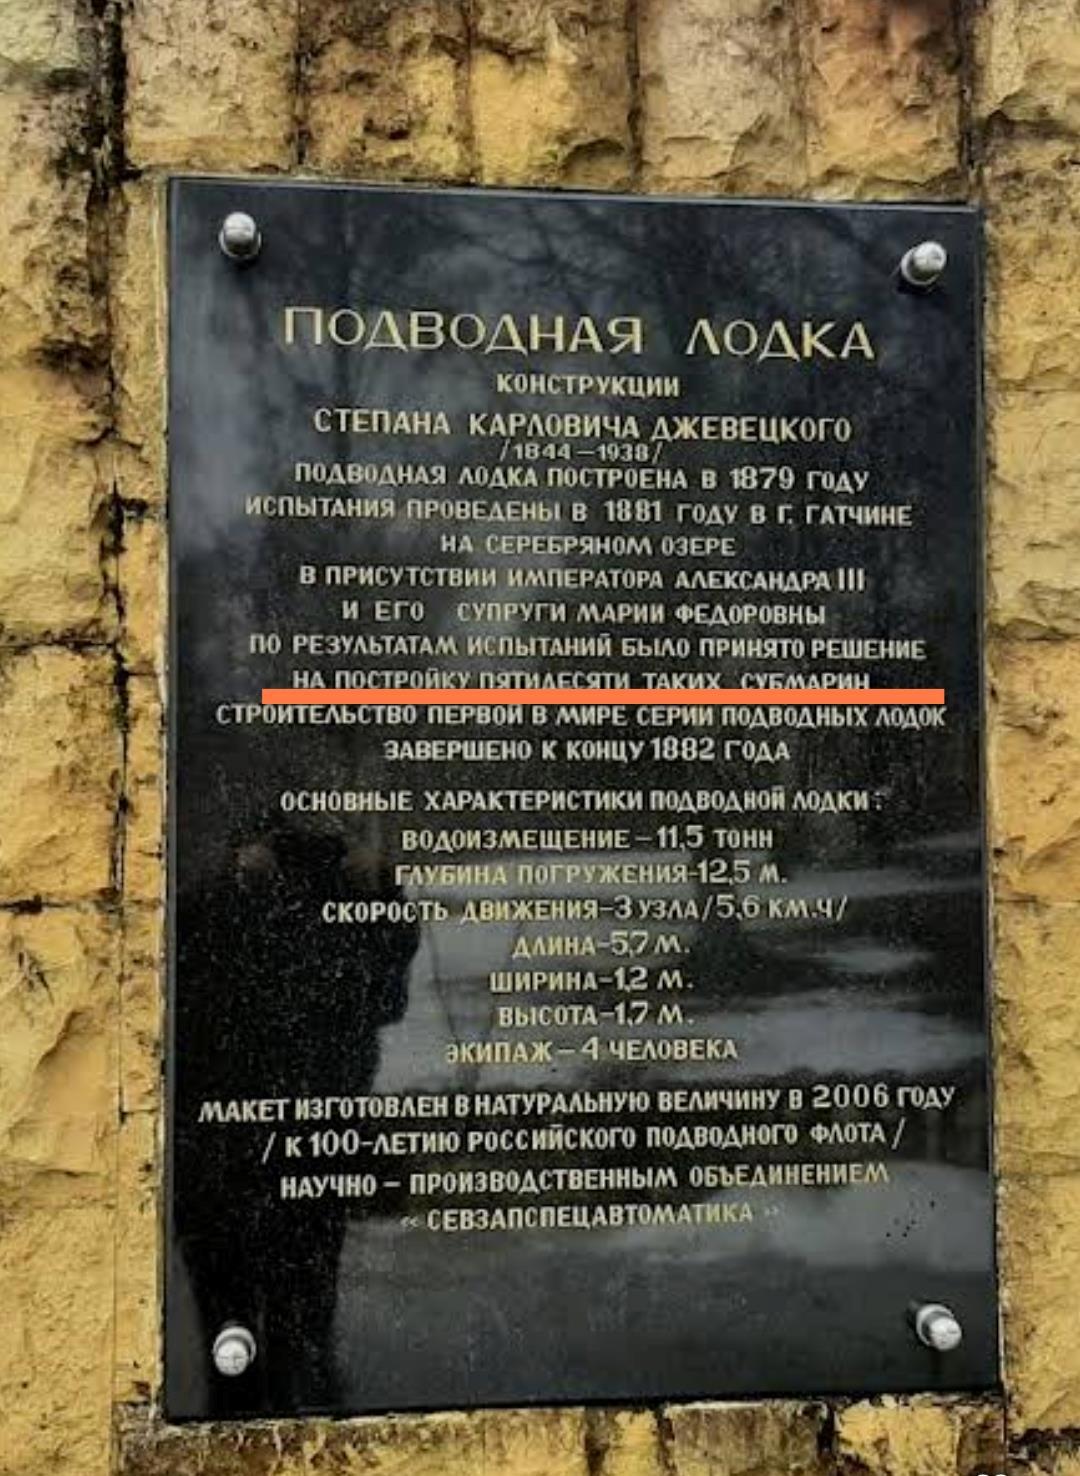 ПОДВОДНАЯ ЛОДКА
КОНСТРУКЦИИ
СТЕПАНА КАРЛОВИЧА ДЖЕВЕЦКОГО
/1844–1938/
ПОДВОДНАЯ ЛОДКА ПОСТРОЕНА В 1879 ГОДУ
ИСПЫТАНИЯ ПРОВЕДЕНЫ В 1881 ГОДУ В Г. ГАТЧИНЕ
НА СЕРЕБРЯНОМ ОЗЕРЕ
В ПРИСУТСТВИИ ИМПЕРАТОРА АЛЕКСАНДРА III
И ЕГО СУПРУГИ МАРИИ ФЕДОРОВНЫ
ПО РЕЗУЛЬТАТАМ ИСПЫТАНИЙ БЫЛО ПРИНЯТО РЕШЕНИЕ
НА ПОСТРОЙКУ ПЯТИДЕСЯТИ ТАКИХ СУБМАРИН
СТРОИТЕЛЬСТВО ПЕРВОЙ В МИРЕ СЕРИИ ПОДВОДНЫХ ЛОДОК
ЗАВЕРШЕНО К КОНЦУ 1882 ГОДА
ОСНОВНЫЕ ХАРАКТЕРИСТИКИ ПОДВОДНОЙ ЛОДКИ:
ВОДОИЗМЕЩЕНИЕ – 11,5 ТОНН
ГЛУБИНА ПОГРУЖЕНИЯ-12,5 М.
СКОРОСТЬ ДВИЖЕНИЯ-3 УЗЛА /5,6 КМ.Ч/
ДЛИНА-5,7 М.
ШИРИНА-1,2 М.
ВЫСОТА-1,7 М.
ЭКИПАЖ – 4 ЧЕЛОВЕКА
МАКЕТ ИЗГОТОВЛЕН В НАТУРАЛЬНУЮ ВЕЛИЧИНУ В 2006 ГОДУ
/ К 100-ЛЕТИЮ РОССИЙСКОГО ПОДВОДНОГО ФЛОТА /
НАУЧНО – ПРОИЗВОДСТВЕННЫМ ОБЪЕДИНЕНИЕМ
« СЕВЗАПСПЕЦАВТОМАТИКА »